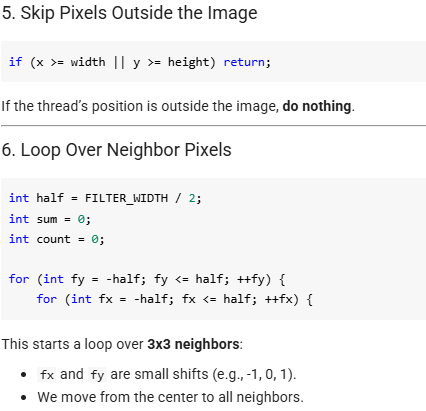 5. Skip Pixels Outside the Image
if (x >= width || y >= height) return;
If the thread’s position is outside the image, do nothing.
6. Loop Over Neighbor Pixels
int half = FILTER_WIDTH / 2;
int sum = 0;
int count = 0;
for (int fy = -half; fy <= half; ++fy) {
    for (int fx = -half; fx <= half; ++fx) {
This starts a loop over 3x3 neighbors:
• fx and fy are small shifts (e.g., -1, 0, 1).
• We move from the center to all neighbors.